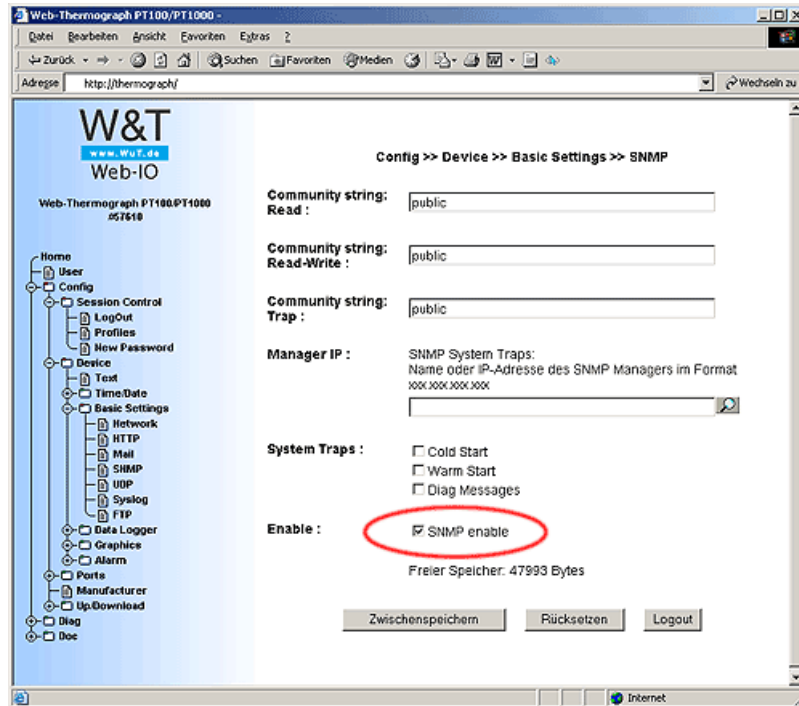 Web-Thermograph PT100/PT1000 -
Datei Bearbeiten Ansicht Favoriten Extras ?
Zurück Suchen Favoriten Medien
Adresse http://thermograph/ Wechseln zu
W&T
www.WuT.de
Web-IO
Web-Thermograph PT100/PT1000
#57610
Home
User
Config
Session Control
LogOut
Profiles
New Password
Device
Text
Time/Date
Basic Settings
Network
HTTP
Mail
SNMP
UDP
Syslog
FTP
Data Logger
Graphics
Alarm
Ports
Manufacturer
Up/Download
Diag
Doc
Config >> Device >> Basic Settings >> SNMP
Community string:
Read :
public
Community string:
Read-Write :
public
Community string:
Trap :
public
Manager IP :
SNMP System Traps:
Name oder IP-Adresse des SNMP Managers im Format
xxx.xxx.xxx.xxx
System Traps :
Cold Start
Warm Start
Diag Messages
Enable :
SNMP enable
Freier Speicher: 47993 Bytes
Zwischenspeichern Rücksetzen Logout
Internet